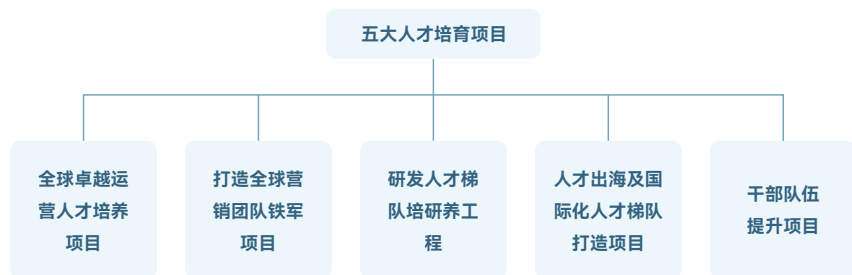 五大人才培育项目
全球卓越运
营人才培养
项目
打造全球营
销团队铁军
项目
研发人才梯
队培研养工
程
人才出海及国
际化人才梯队
打造项目
干部队伍
提升项目